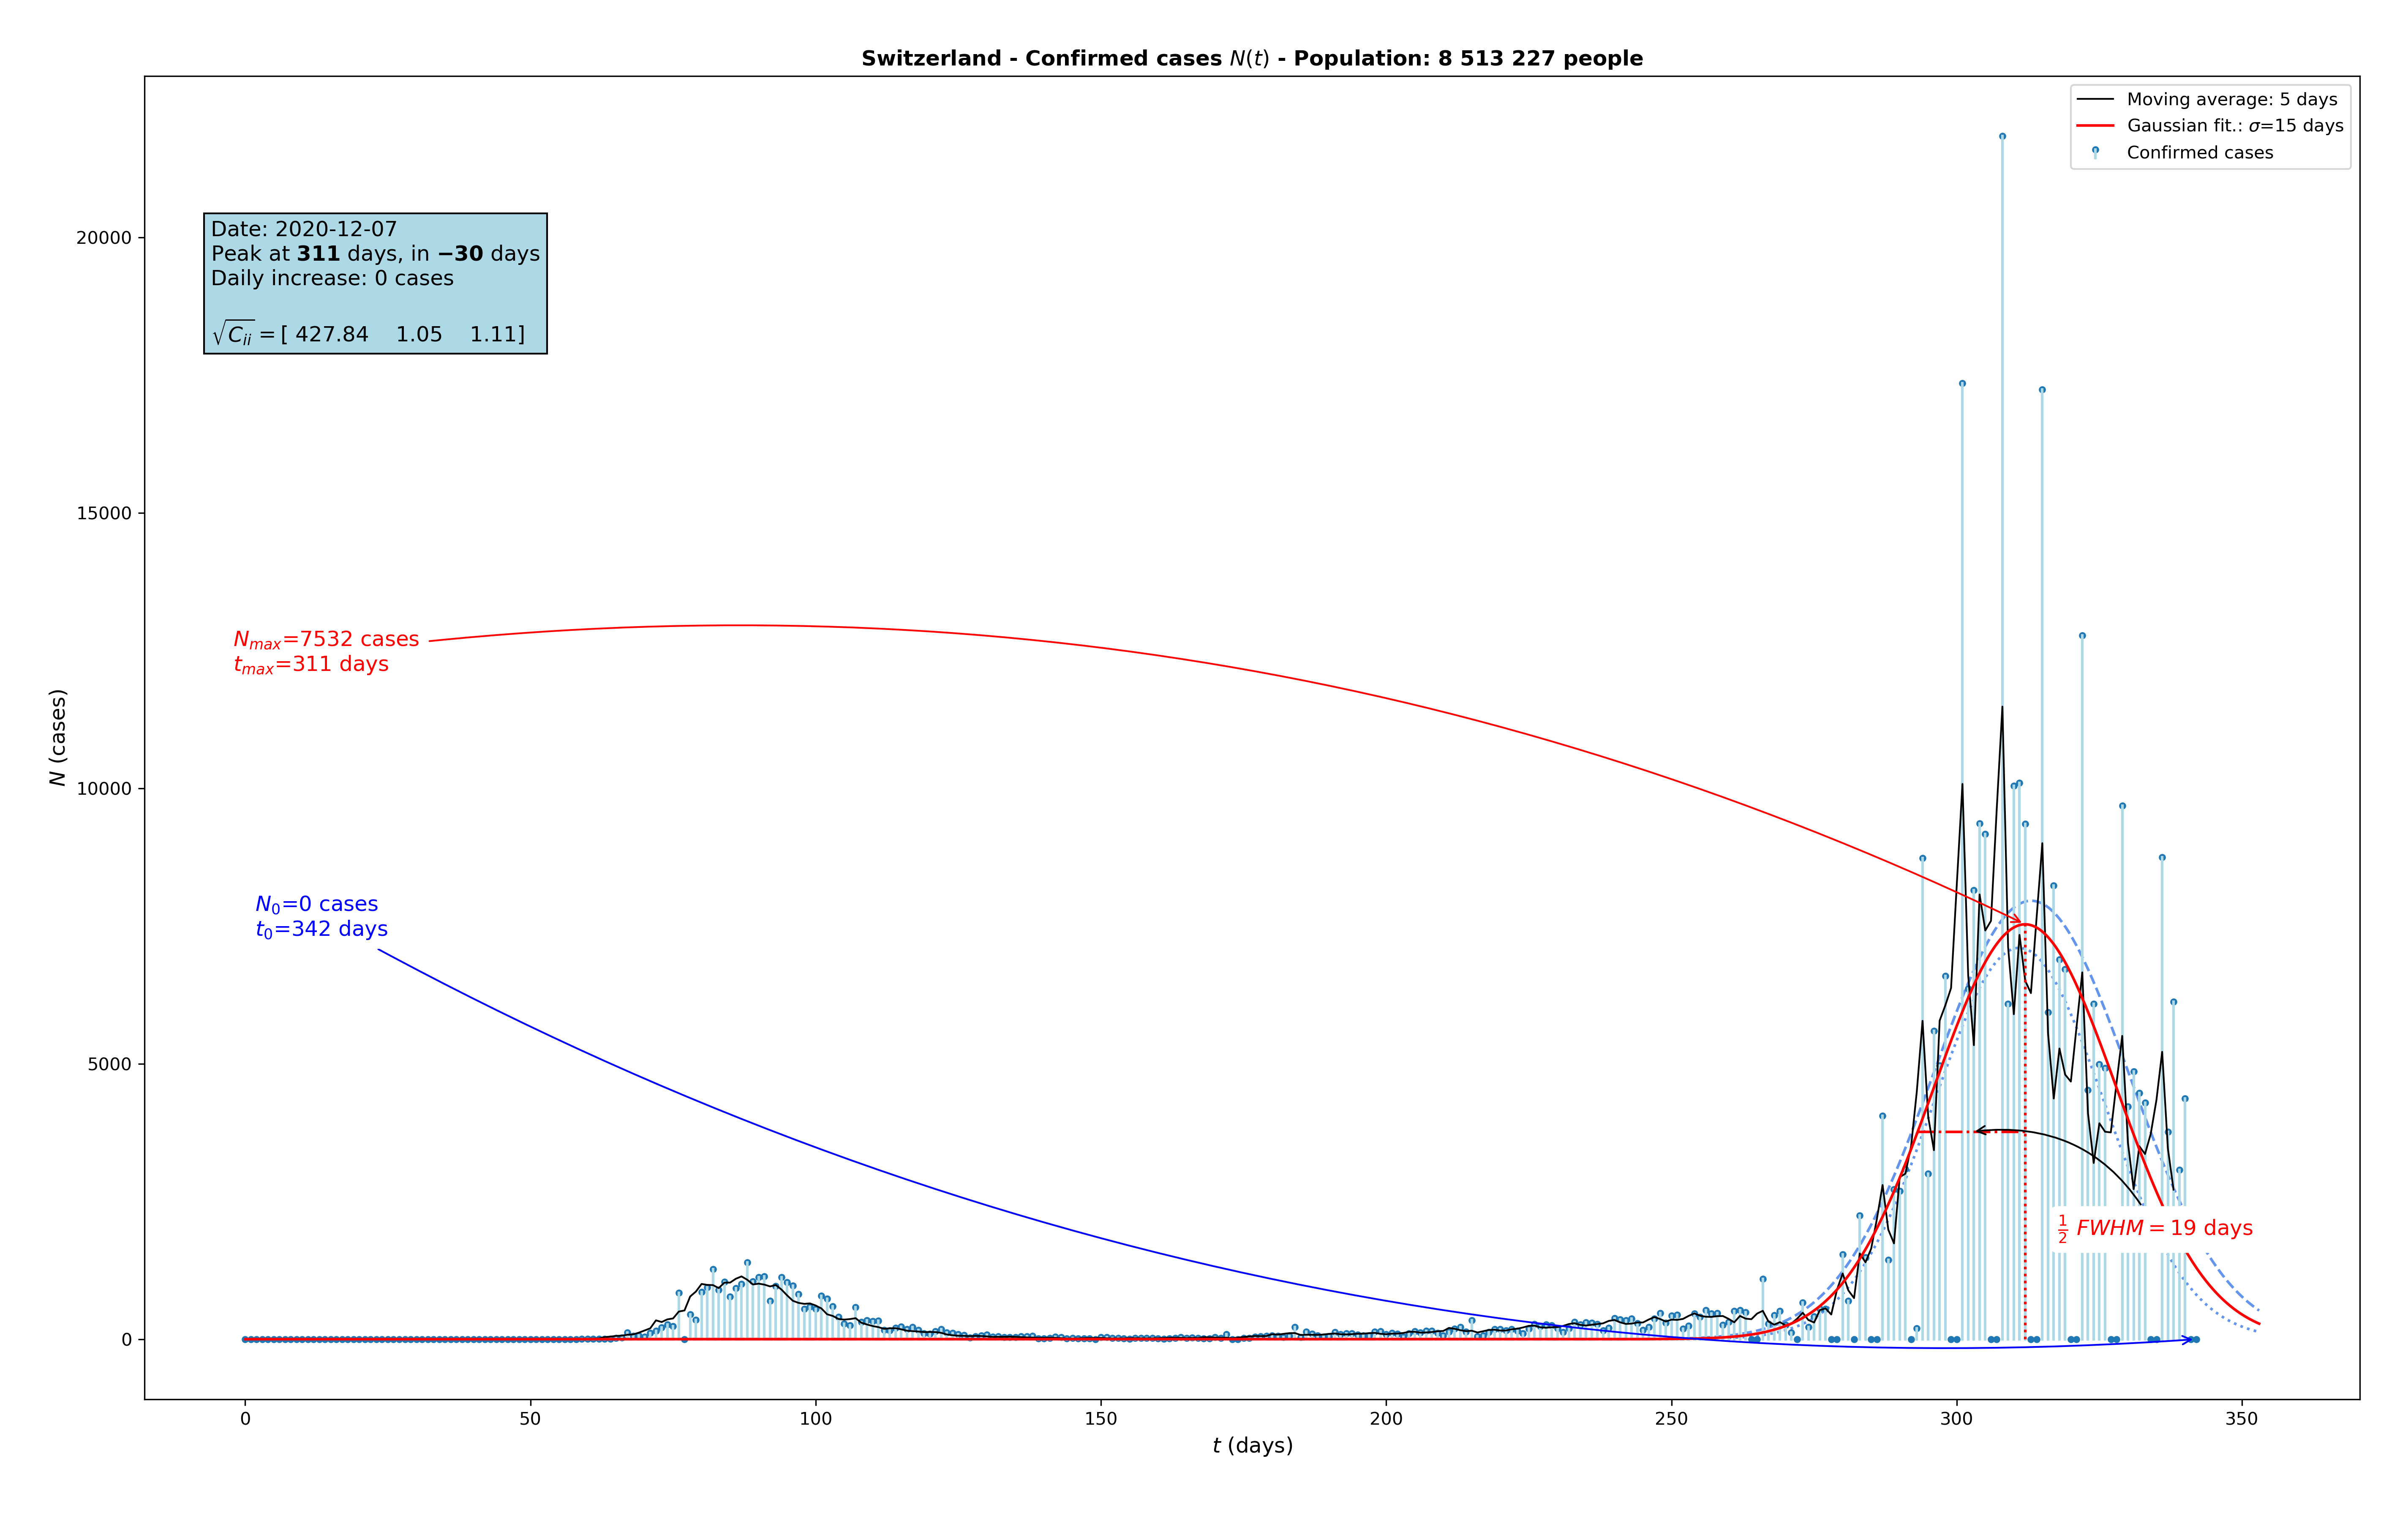 Switzerland - Confirmed cases N(t) - Population: 8 513 227 people
Moving average: 5 days
Gaussian fit.: σ=15 days
Confirmed cases
Date: 2020-12-07
Peak at 311 days, in −30 days
Daily increase: 0 cases
√C_ii = [ 427.84 1.05 1.11]
N_max=7532 cases
t_max=311 days
N_0=0 cases
t_0=342 days
½ FWHM = 19 days
N (cases)
20000
15000
10000
5000
0
0 50 100 150 200 250 300 350
t (days)